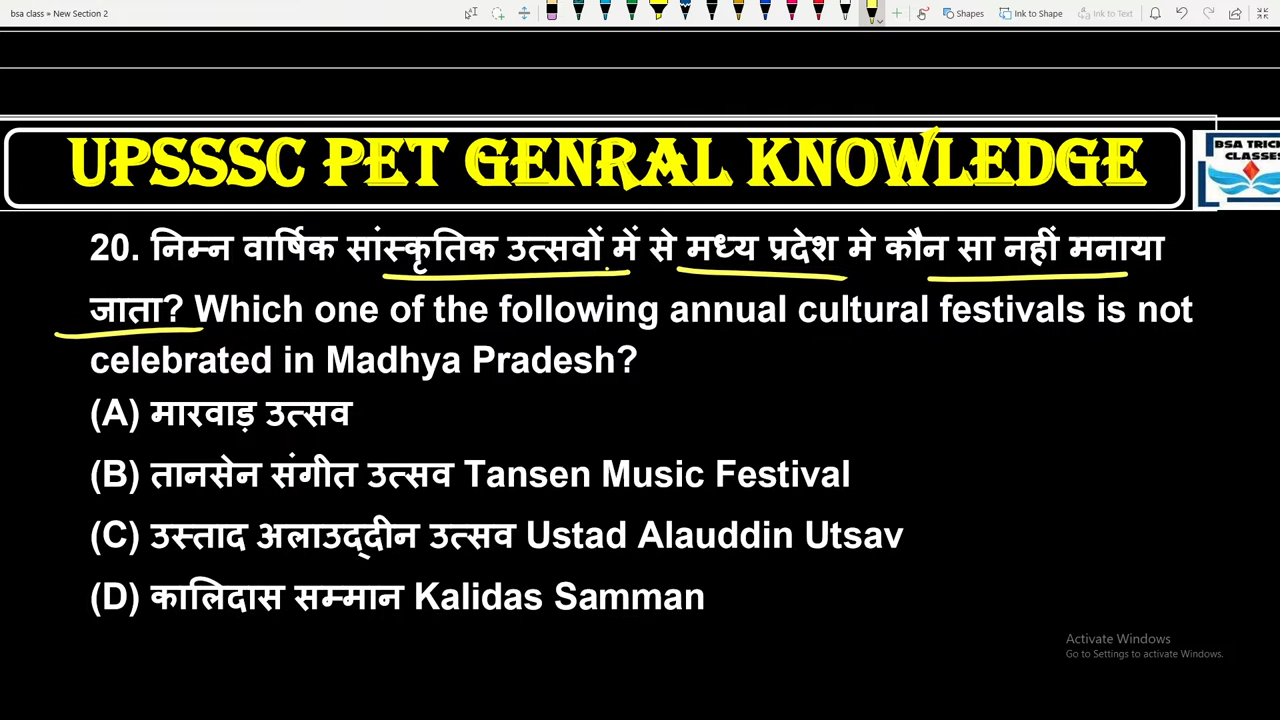 bsa class » New Section 2
Shapes
Ink to Shape
Ink to Text
UPSSSC PET GENRAL KNOWLEDGE
BSA TRICK
CLASSES
20. निम्न वार्षिक सांस्कृतिक उत्सवों में से मध्य प्रदेश मे कौन सा नहीं मनाया
जाता? Which one of the following annual cultural festivals is not
celebrated in Madhya Pradesh?
(A) मारवाड़ उत्सव
(B) तानसेन संगीत उत्सव Tansen Music Festival
(C) उस्ताद अलाउद्दीन उत्सव Ustad Alauddin Utsav
(D) कालिदास सम्मान Kalidas Samman
Activate Windows
Go to Settings to activate Windows.